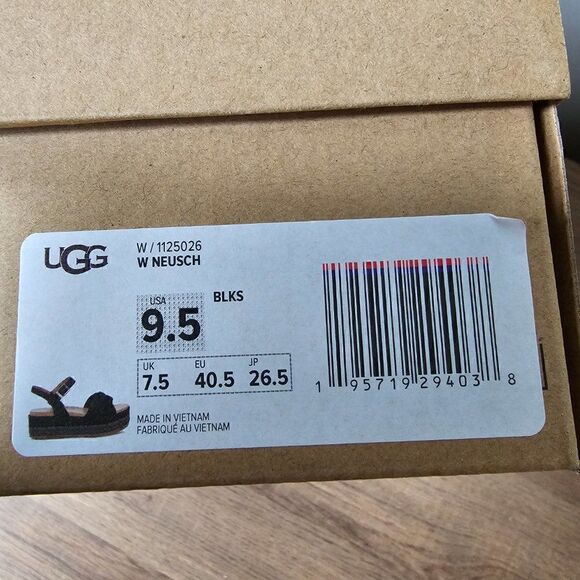 UGG
W / 1125026
W NEUSCH
USA
9.5
BLKS
UK EU JP
7.5 40.5 26.5
MADE IN VIETNAM
FABRIQUÉ AU VIETNAM
1 95719 29403 8